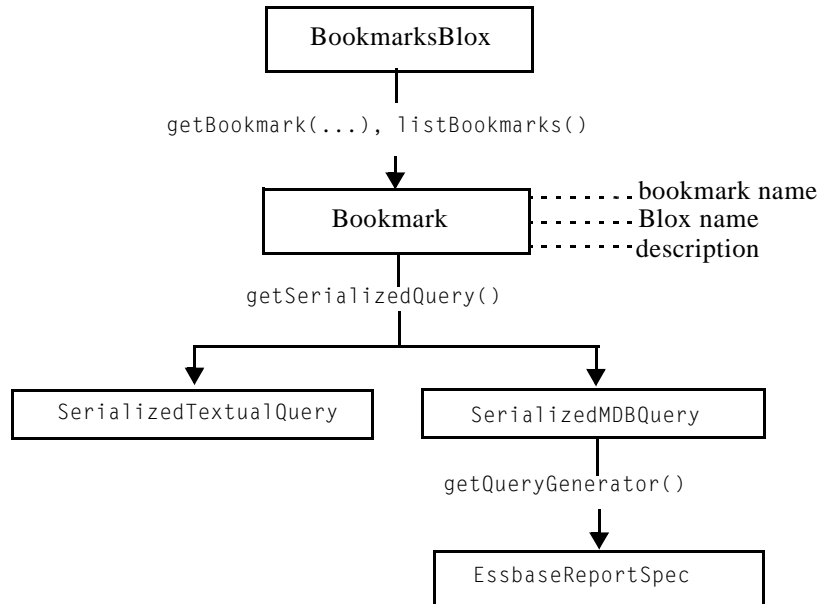 BookmarksBlox
getBookmark(...), listBookmarks()
Bookmark
bookmark name
Blox name
description
getSerializedQuery()
SerializedTextualQuery
SerializedMDBQuery
getQueryGenerator()
EssbaseReportSpec